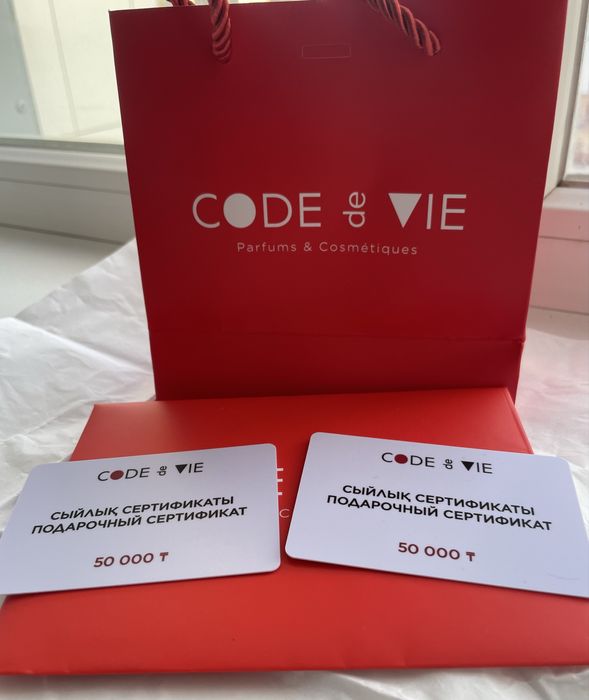 CODE de VIE
Parfums & Cosmétiques
CODE de VIE
СЫЙЛЫҚ СЕРТИФИКАТЫ
ПОДАРОЧНЫЙ СЕРТИФИКАТ
50 000 ₸
CODE de VIE
СЫЙЛЫҚ СЕРТИФИКАТЫ
ПОДАРОЧНЫЙ СЕРТИФИКАТ
50 000 ₸